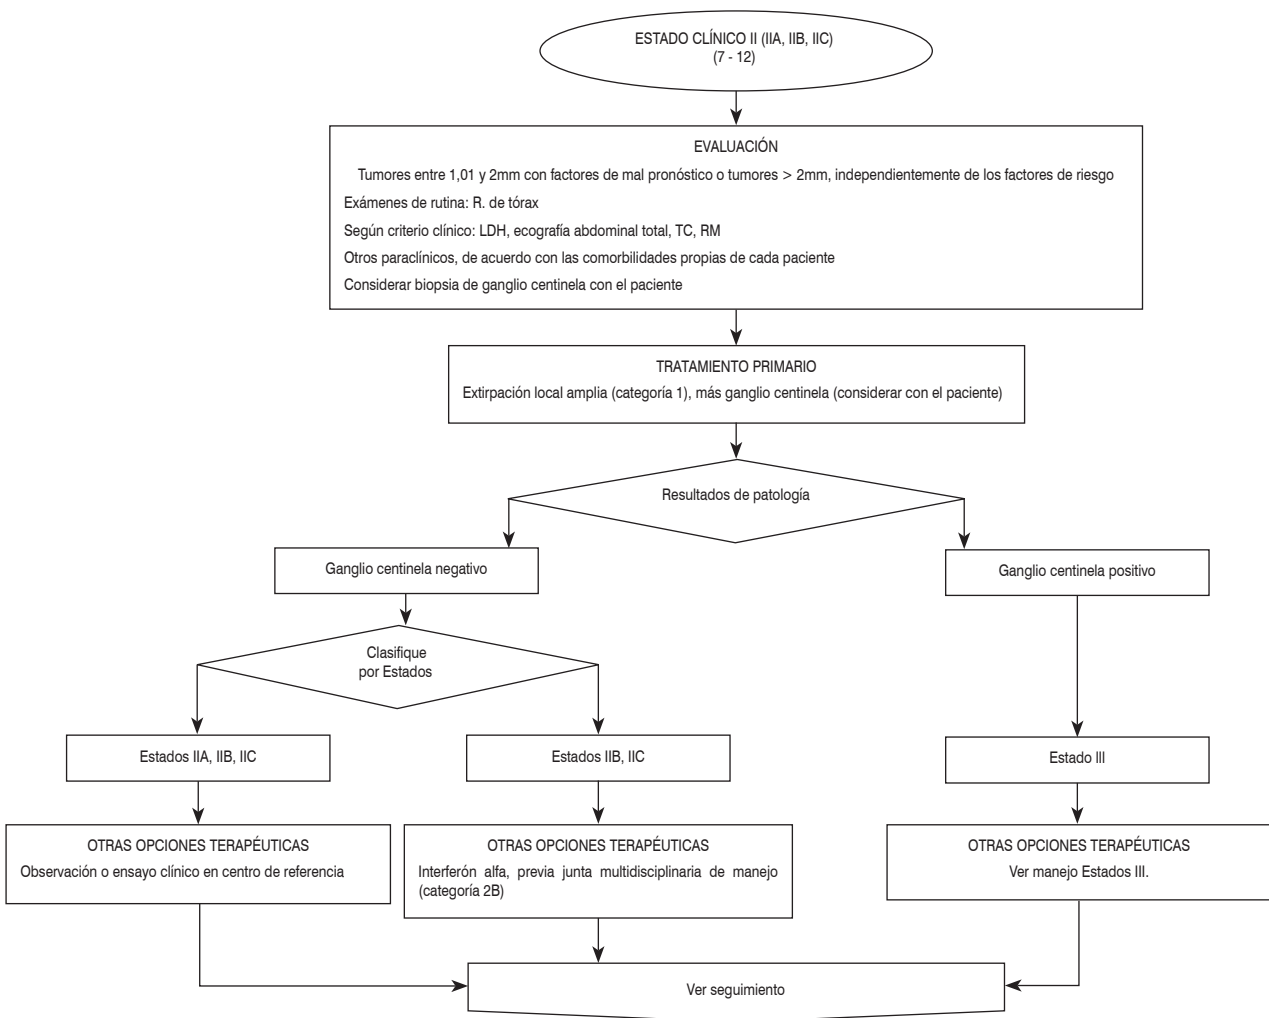 ESTADO CLÍNICO II (IIA, IIB, IIC)
(7 - 12)
EVALUACIÓN
Tumores entre 1,01 y 2mm con factores de mal pronóstico o tumores > 2mm, independientemente de los factores de riesgo
Exámenes de rutina: R. de tórax
Según criterio clínico: LDH, ecografía abdominal total, TC, RM
Otros paraclínicos, de acuerdo con las comorbilidades propias de cada paciente
Considerar biopsia de ganglio centinela con el paciente
TRATAMIENTO PRIMARIO
Extirpación local amplia (categoría 1), más ganglio centinela (considerar con el paciente)
Resultados de patología
Ganglio centinela negativo
Ganglio centinela positivo
Clasifique
por Estados
Estados IIA, IIB, IIC
Estados IIB, IIC
Estado III
OTRAS OPCIONES TERAPÉUTICAS
Observación o ensayo clínico en centro de referencia
OTRAS OPCIONES TERAPÉUTICAS
Interferón alfa, previa junta multidisciplinaria de manejo
(categoría 2B)
OTRAS OPCIONES TERAPÉUTICAS
Ver manejo Estados III.
Ver seguimiento